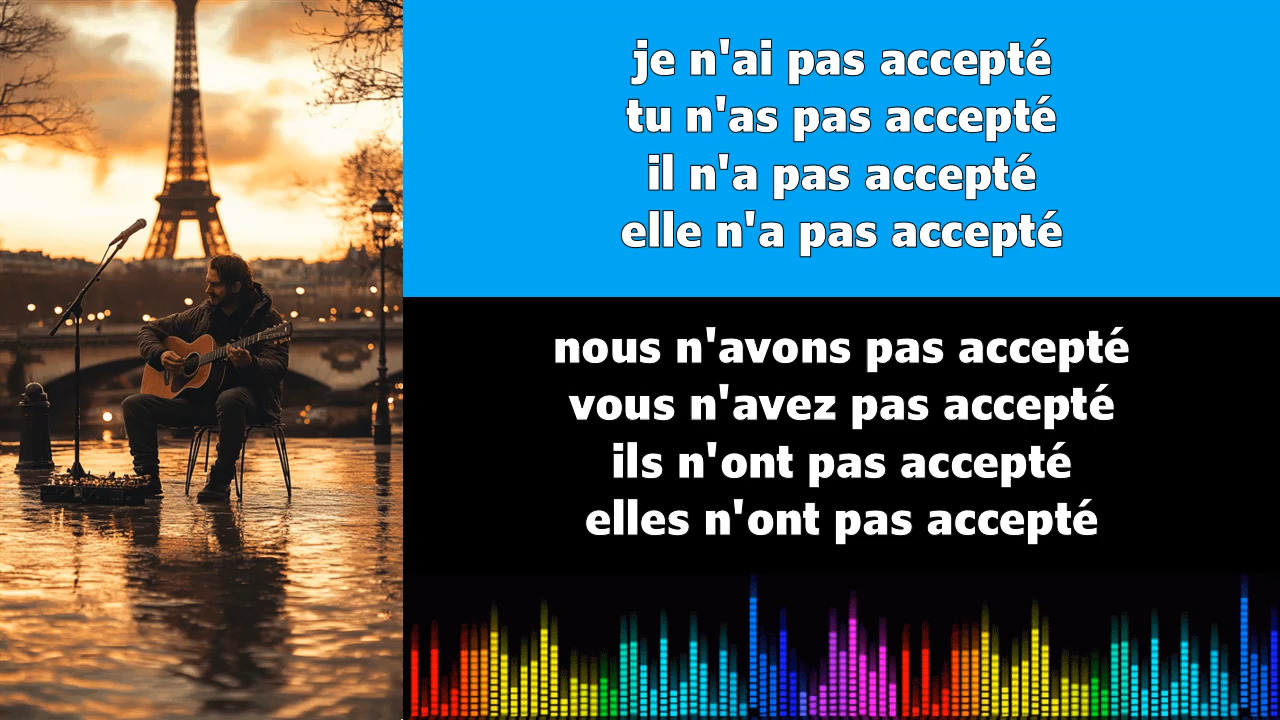 je n'ai pas accepté
tu n'as pas accepté
il n'a pas accepté
elle n'a pas accepté
nous n'avons pas accepté
vous n'avez pas accepté
ils n'ont pas accepté
elles n'ont pas accepté